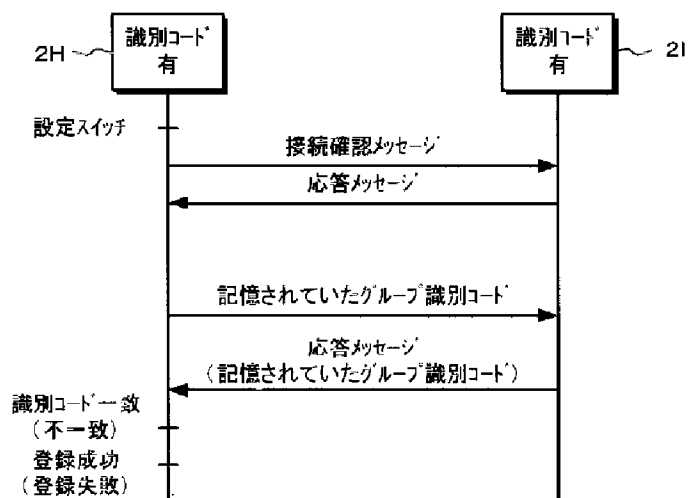 識別コード
有
2H
識別コード
有
2I
設定スイッチ
接続確認メッセージ
応答メッセージ
記憶されていたグループ識別コード
応答メッセージ
(記憶されていたグループ識別コード)
識別コード一致
(不一致)
登録成功
(登録失敗)